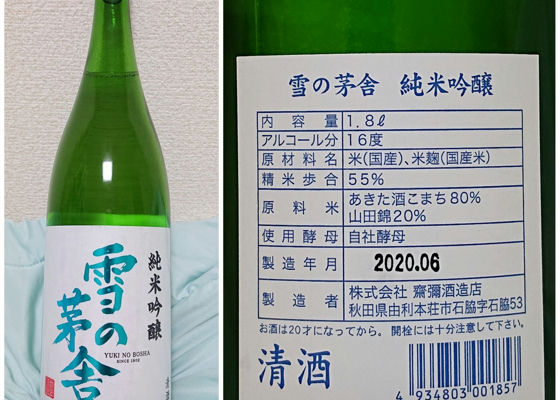 純米吟醸
雪の
茅舎
YUKI NO BOSHA
SINCE 1902
雪の茅舎 純米吟醸
内容量 1.8ℓ
アルコール分 16度
原材料名 米(国産)、米麹(国産米)
精米歩合 55%
原料米 あきた酒こまち80%
山田錦20%
使用酵母 自社酵母
製造年月 2020.06
製造者 株式会社 齋彌酒造店
秋田県由利本荘市石脇字石脇53
お酒は20才になってから。 開栓には十分注意して下さい。
清酒
4 934803 001857